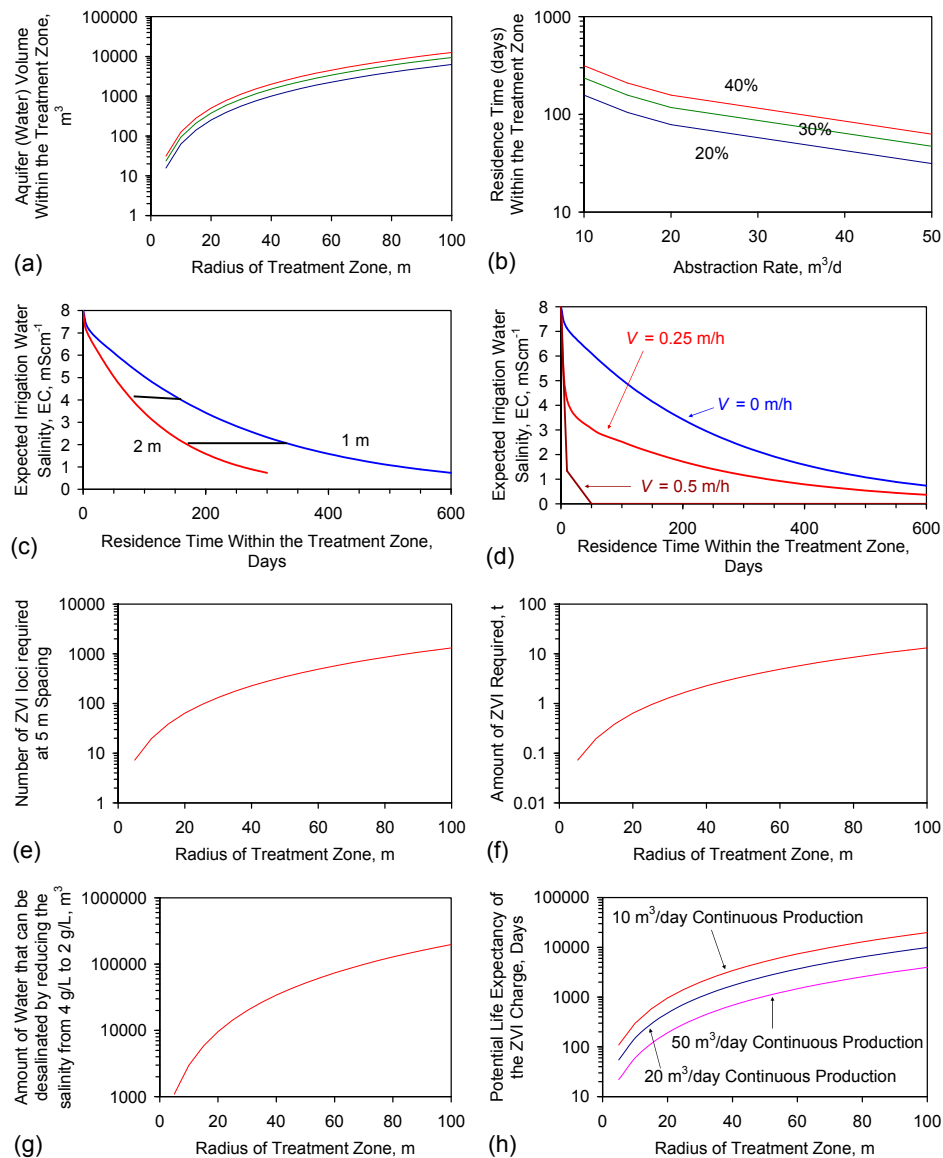 Aquifer (Water) Volume
Within the Treatment Zone,
m³
100000
10000
1000
100
10
1
0 20 40 60 80 100
Radius of Treatment Zone, m
(a)
Residence Time (days)
Within the Treatment Zone
1000
100
10
40%
30%
20%
10 20 30 40 50
Abstraction Rate, m³/d
(b)
Expected Irrigation Water
Salinity, EC, mScm⁻¹
8
7
6
5
4
3
2
1
0
2 m
1 m
0 200 400 600
Residence Time Within the Treatment Zone,
Days
(c)
Expected Irrigation Water
Salinity, EC, mScm⁻¹
8
7
6
5
4
3
2
1
0
V = 0.25 m/h
V = 0 m/h
V = 0.5 m/h
0 200 400 600
Residence Time Within the Treatment Zone,
Days
(d)
Number of ZVI loci required
at 5 m Spacing
10000
1000
100
10
1
0 20 40 60 80 100
Radius of Treatment Zone, m
(e)
Amount of ZVI Required, t
100
10
1
0.1
0.01
0 20 40 60 80 100
Radius of Treatment Zone, m
(f)
Amount of Water that can be
desalinated by reducing the
salinity from 4 g/L to 2 g/L, m³
1000000
100000
10000
1000
0 20 40 60 80 100
Radius of Treatment Zone, m
(g)
Potential Life Expectancy of
the ZVI Charge, Days
100000
10000
1000
100
10
10 m³/day Continuous Production
50 m³/day Continuous Production
20 m³/day Continuous Production
0 20 40 60 80 100
Radius of Treatment Zone, m
(h)